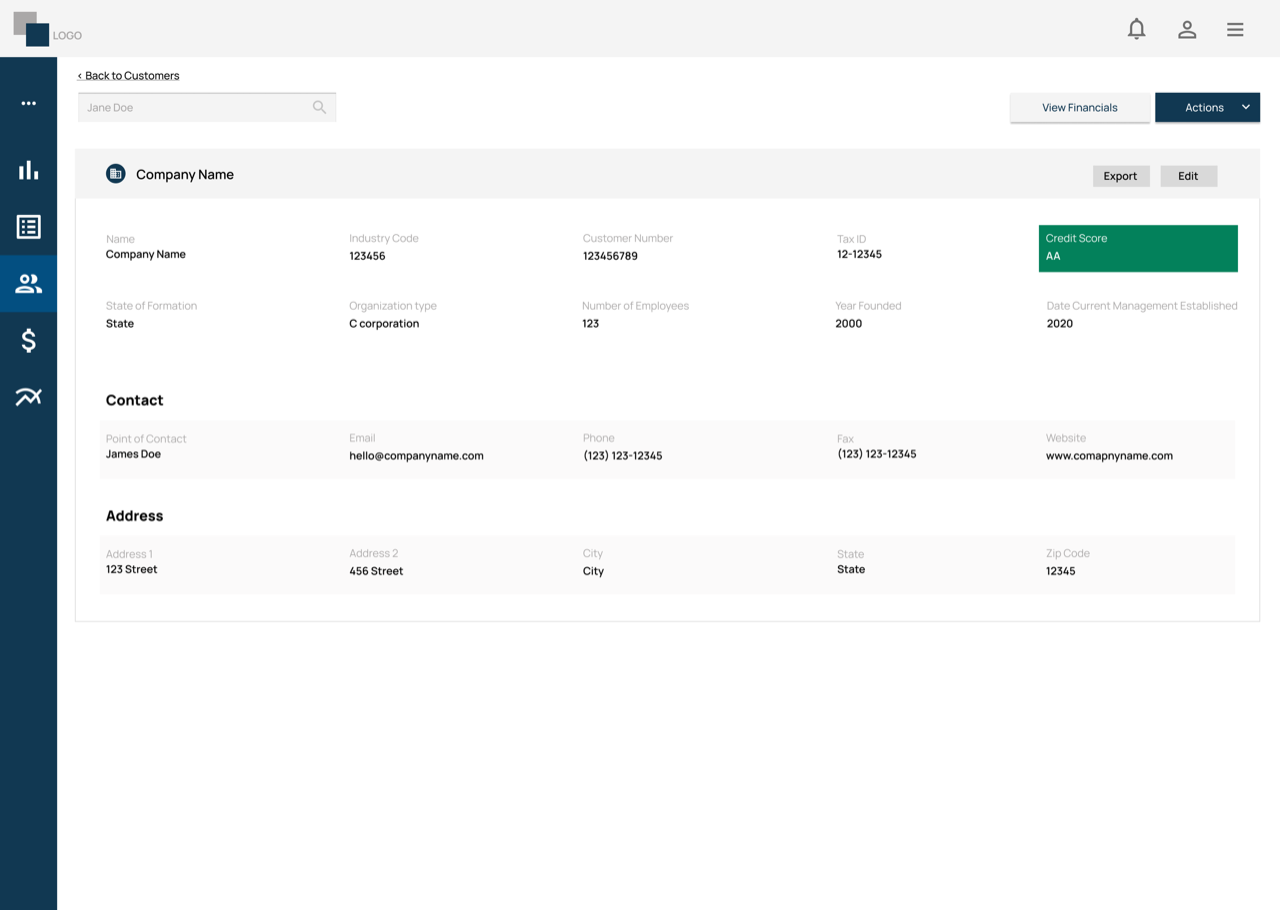 LOGO
‹ Back to Customers
Jane Doe
View Financials
Actions
Company Name
Export
Edit
Name
Industry Code
Customer Number
Tax ID
Credit Score
Company Name
123456
123456789
12-12345
AA
State of Formation
Organization type
Number of Employees
Year Founded
Date Current Management Established
State
C corporation
123
2000
2020
Contact
Point of Contact
Email
Phone
Fax
Website
James Doe
hello@companyname.com
(123) 123-12345
(123) 123-12345
www.comapnyname.com
Address
Address 1
Address 2
City
State
Zip Code
123 Street
456 Street
City
State
12345